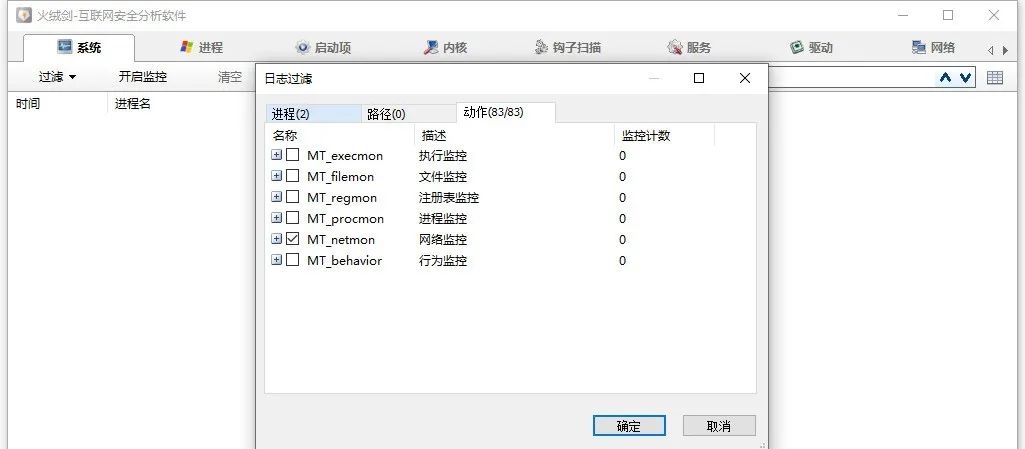 火绒剑-互联网安全分析软件
系统 进程 启动项 内核 钩子扫描 服务 驱动 网络
过滤 开启监控 清空
日志过滤
时间 进程名
进程(2) 路径(0) 动作(83/83)
名称 描述 监控计数
MT_execmon 执行监控 0
MT_filemon 文件监控 0
MT_regmon 注册表监控 0
MT_procmon 进程监控 0
MT_netmon 网络监控 0
MT_behavior 行为监控 0
确定 取消